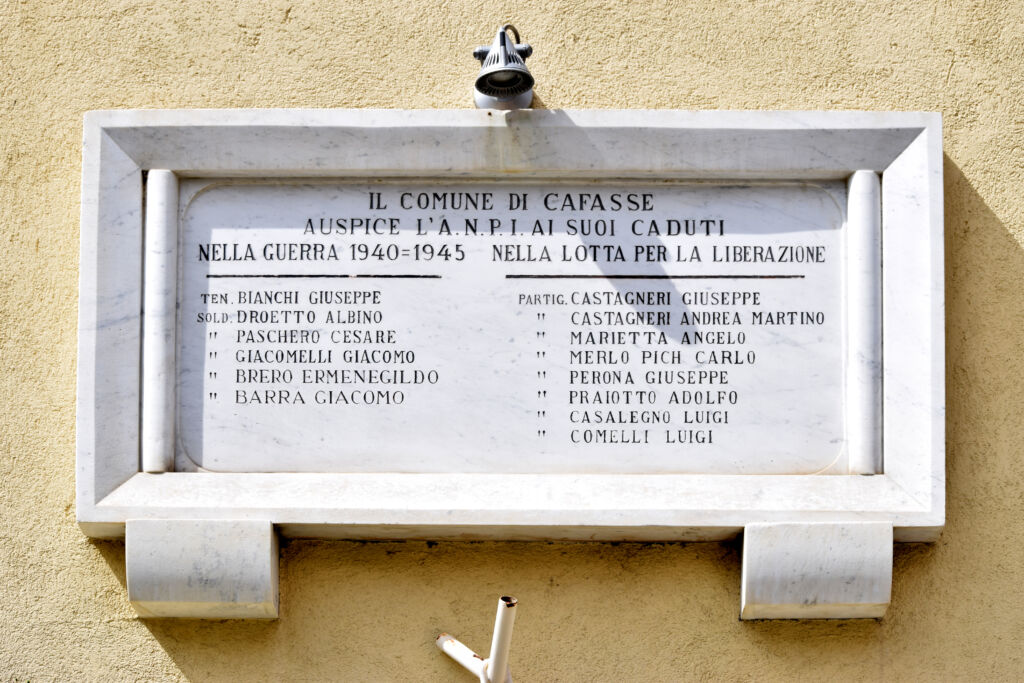 IL COMUNE DI CAFASSE
AUSPICE L'A.N.P.I. AI SUOI CADUTI
NELLA GUERRA 1940=1945
TEN. BIANCHI GIUSEPPE
SOLD. DROETTO ALBINO
" PASCHERO CESARE
" GIACOMELLI GIACOMO
" BRERO ERMENEGILDO
" BARRA GIACOMO
NELLA LOTTA PER LA LIBERAZIONE
PARTIG. CASTAGNERI GIUSEPPE
" CASTAGNERI ANDREA MARTINO
" MARIETTA ANGELO
" MERLO PICH CARLO
" PERONA GIUSEPPE
" PRAIOTTO ADOLFO
" CASALEGNO LUIGI
" COMELLI LUIGI